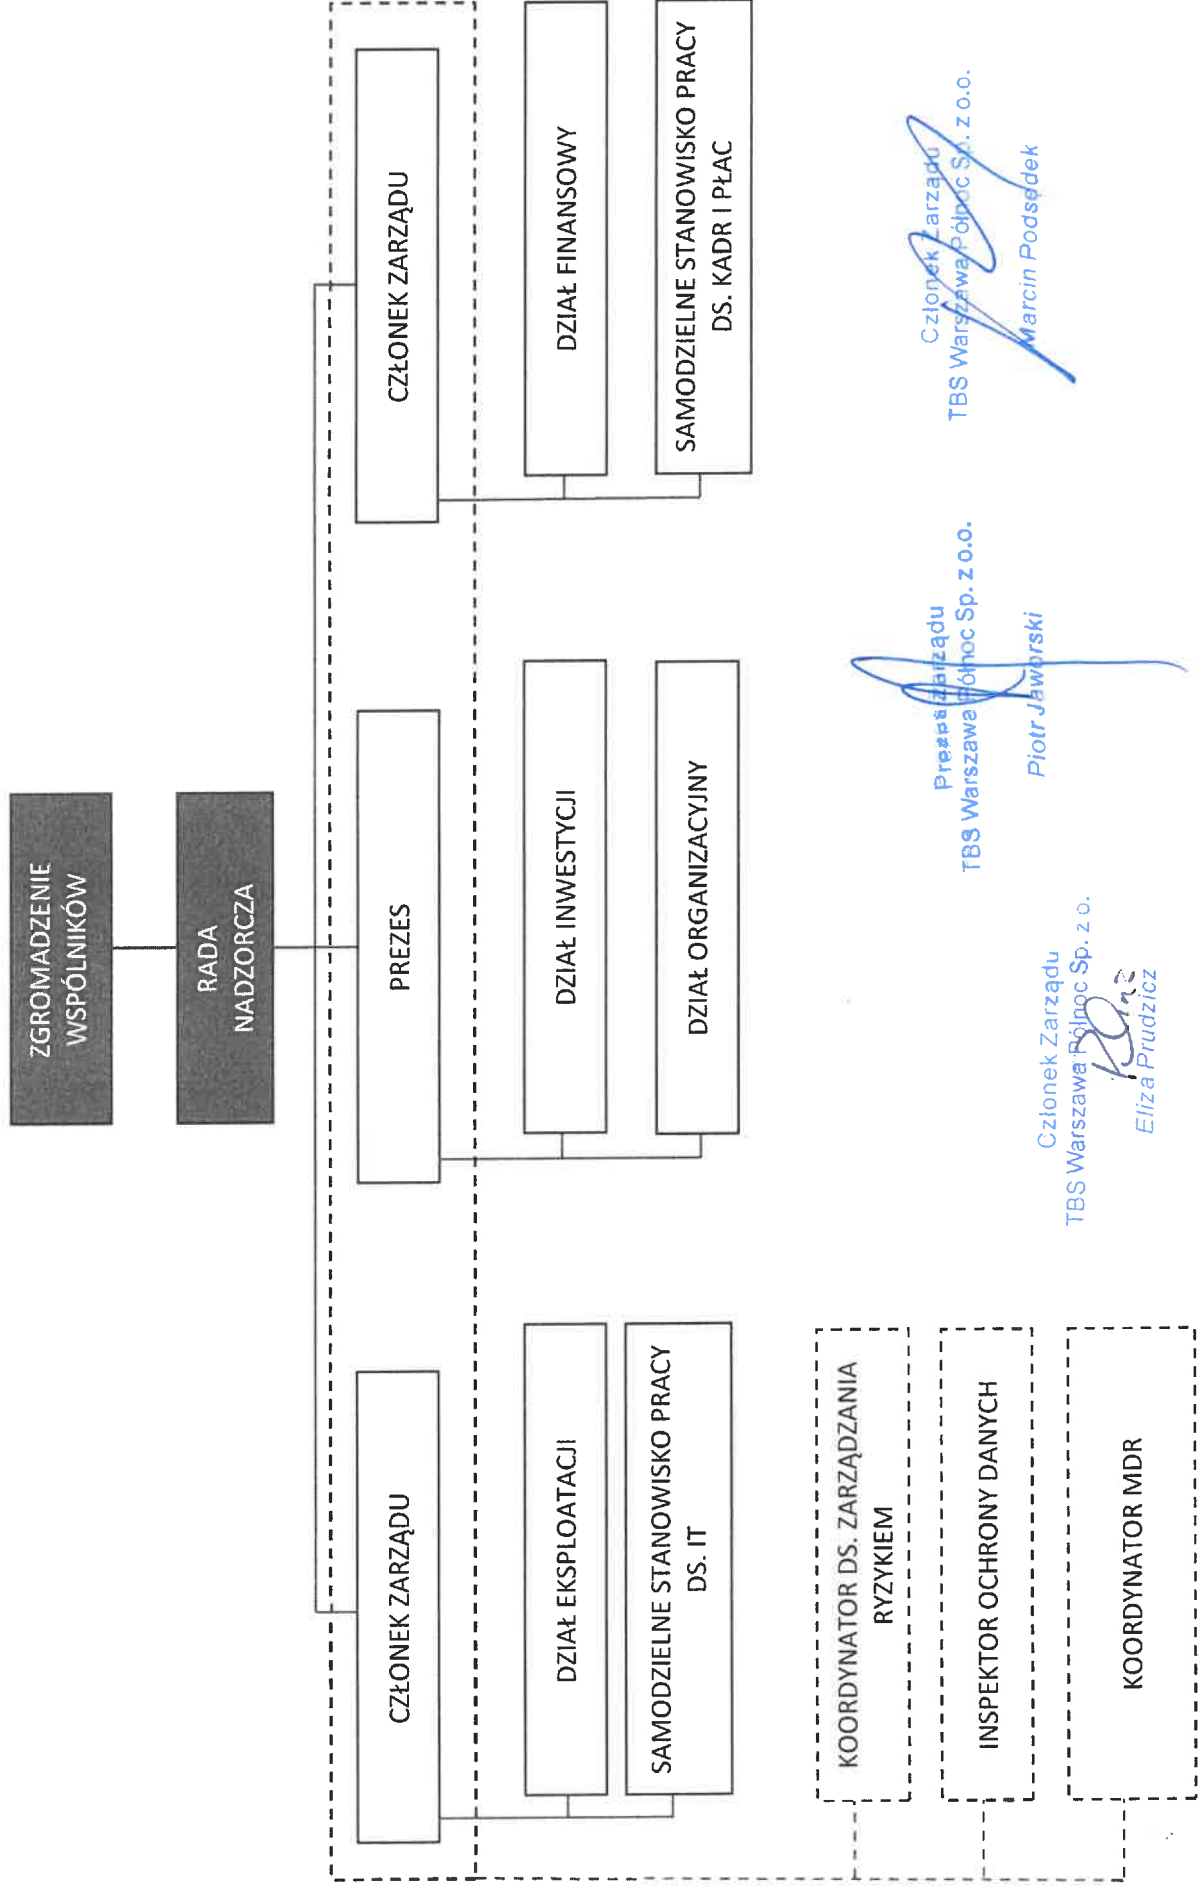 ZGROMADZENIE
WSPÓLNIKÓW
RADA
NADZORCZA
CZŁONEK ZARZĄDU
PREZES
CZŁONEK ZARZĄDU
DZIAŁ EKSPLOATACJI
SAMODZIELNE STANOWISKO PRACY
DS. IT
DZIAŁ INWESTYCJI
DZIAŁ ORGANIZACYJNY
DZIAŁ FINANSOWY
SAMODZIELNE STANOWISKO PRACY
DS. KADR I PŁAC
KOORDYNATOR DS. ZARZĄDZANIA
RYZYKIEM
INSPEKTOR OCHRONY DANYCH
KOORDYNATOR MDR
Członek Zarządu
TBS Warszawa Północ Sp. z o.
Eliza Prudzicz
Prezes Zarządu
TBS Warszawa Północ Sp. z o.o.
Piotr Jaworski
Członek Zarządu
TBS Warszawa Północ Sp. z o.o.
Marcin Podsędek